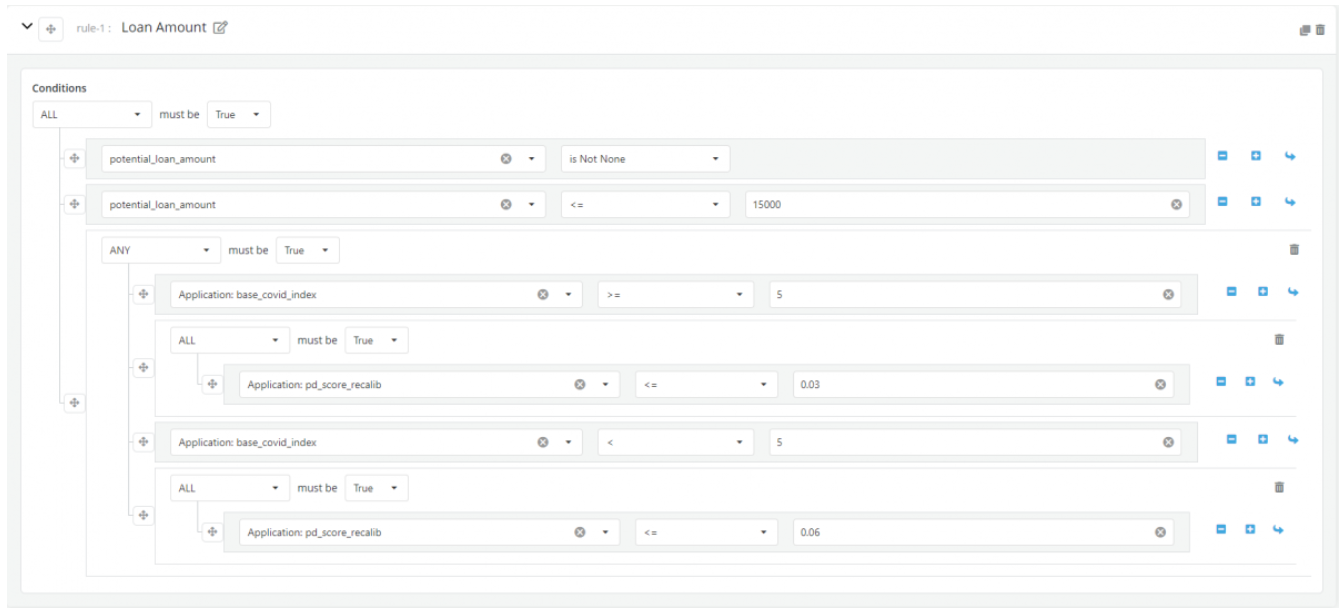 rule-1 : Loan Amount
Conditions
ALL must be True
potential_loan_amount is Not None
potential_loan_amount <= 15000
ANY must be True
Application: base_covid_index >= 5
ALL must be True
Application: pd_score_recalib <= 0.03
Application: base_covid_index < 5
ALL must be True
Application: pd_score_recalib <= 0.06